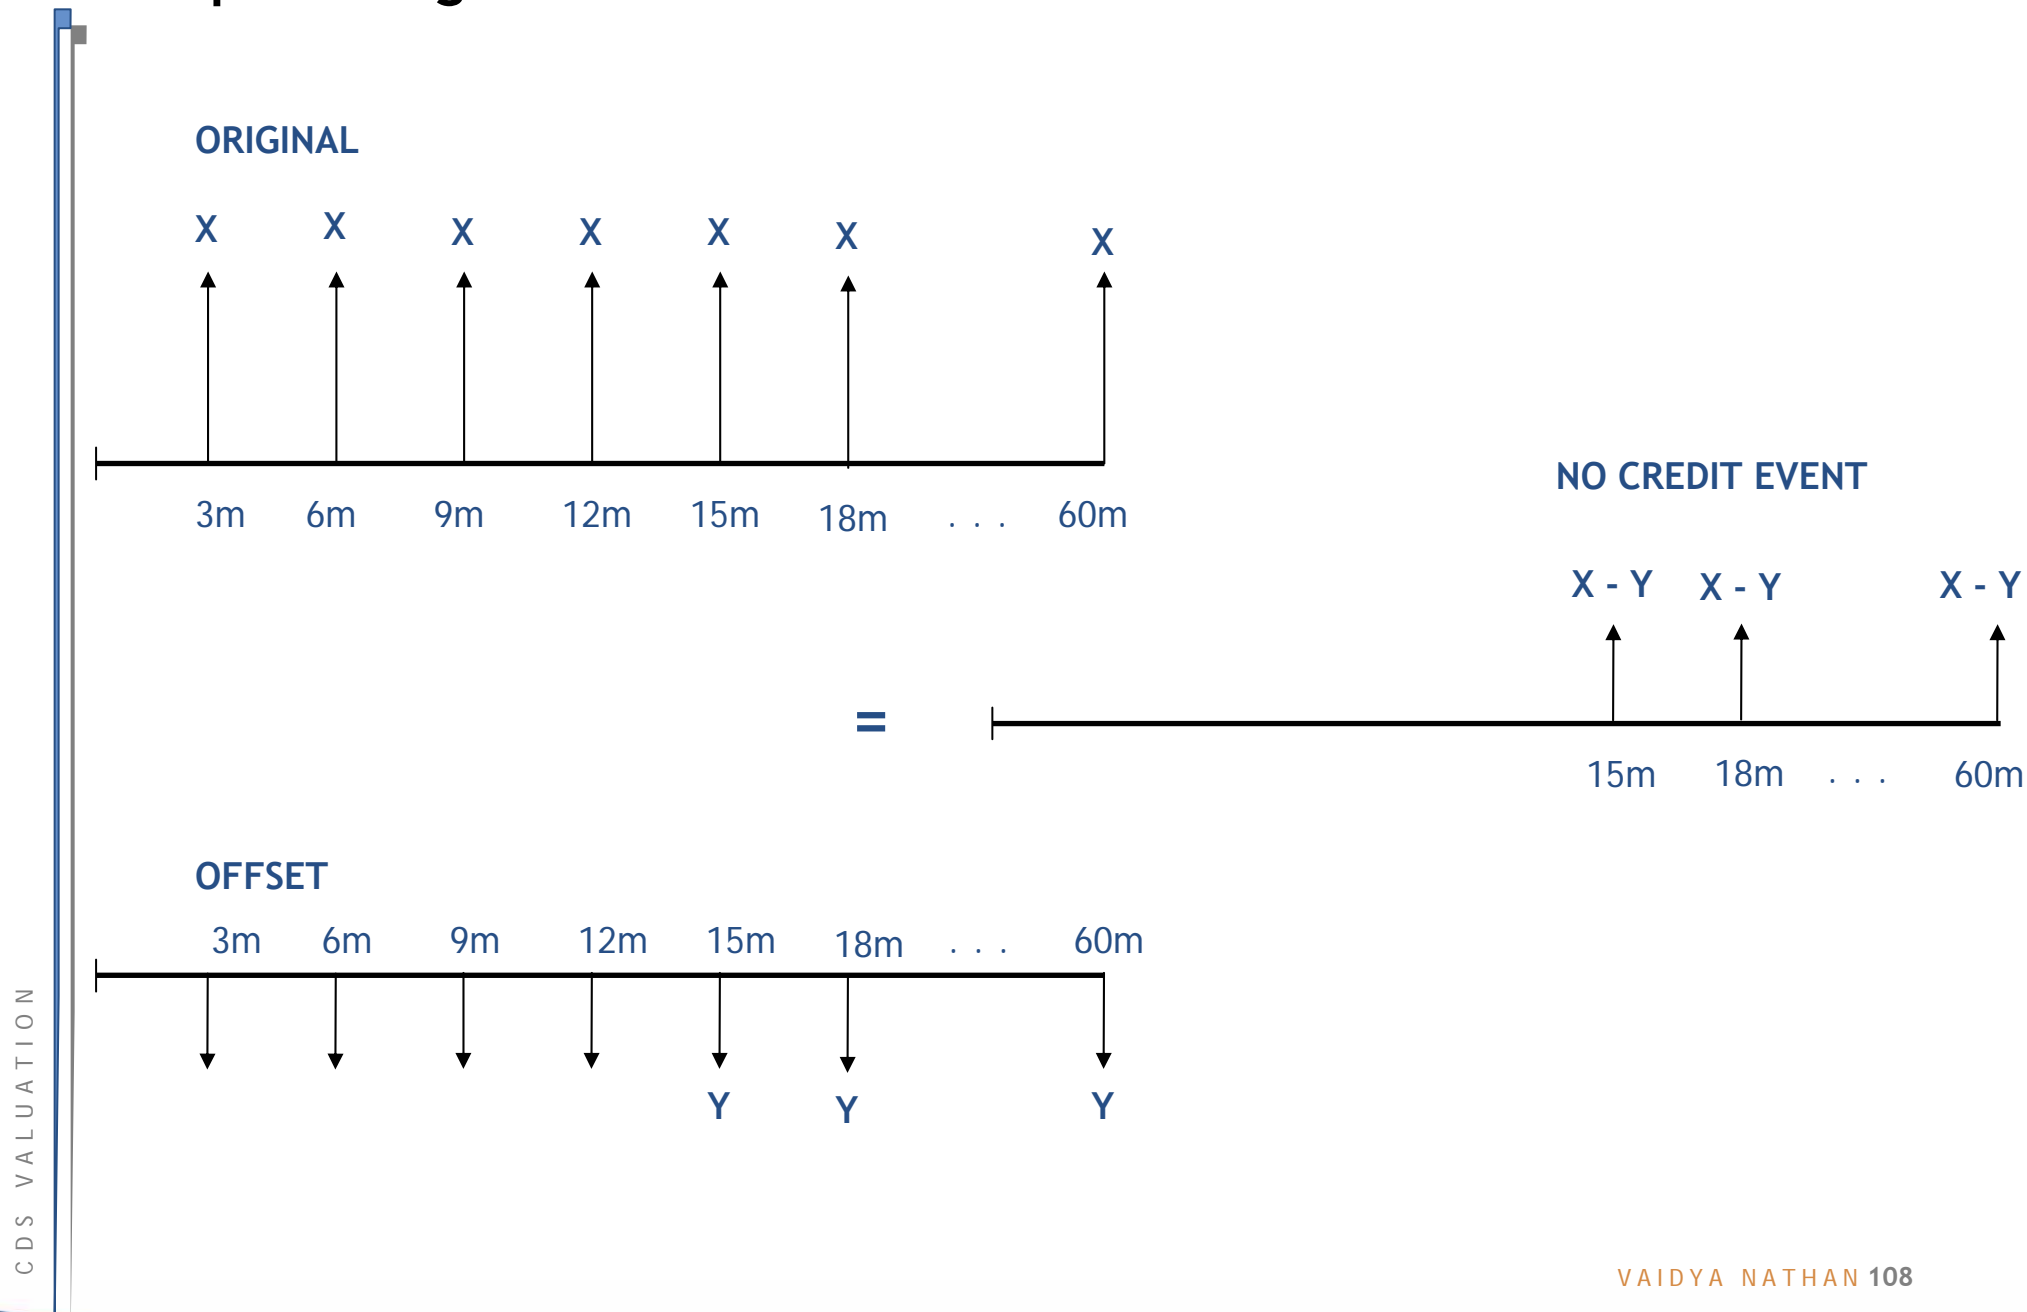 ORIGINAL
X X X X X X X
3m 6m 9m 12m 15m 18m . . . 60m
NO CREDIT EVENT
X - Y X - Y X - Y
=
15m 18m . . . 60m
OFFSET
3m 6m 9m 12m 15m 18m . . . 60m
Y Y Y
CDS VALUATION
VAIDYA NATHAN 108